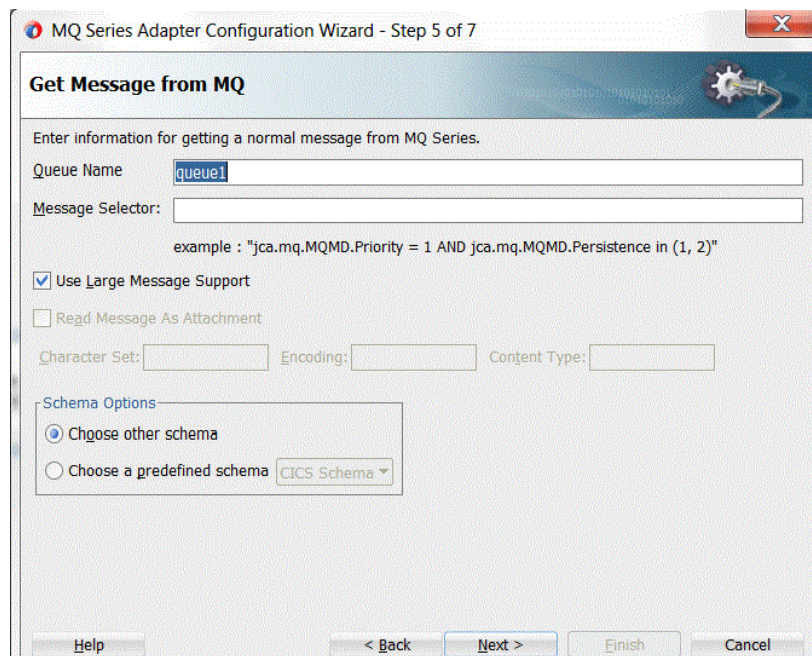 MQ Series Adapter Configuration Wizard - Step 5 of 7
Get Message from MQ
Enter information for getting a normal message from MQ Series.
Queue Name queue1
Message Selector:
example : "jca.mq.MQMD.Priority = 1 AND jca.mq.MQMD.Persistence in (1, 2)"
Use Large Message Support
Read Message As Attachment
Character Set: Encoding: Content Type:
Schema Options
Choose other schema
Choose a predefined schema CICS Schema
Help < Back Next > Finish Cancel